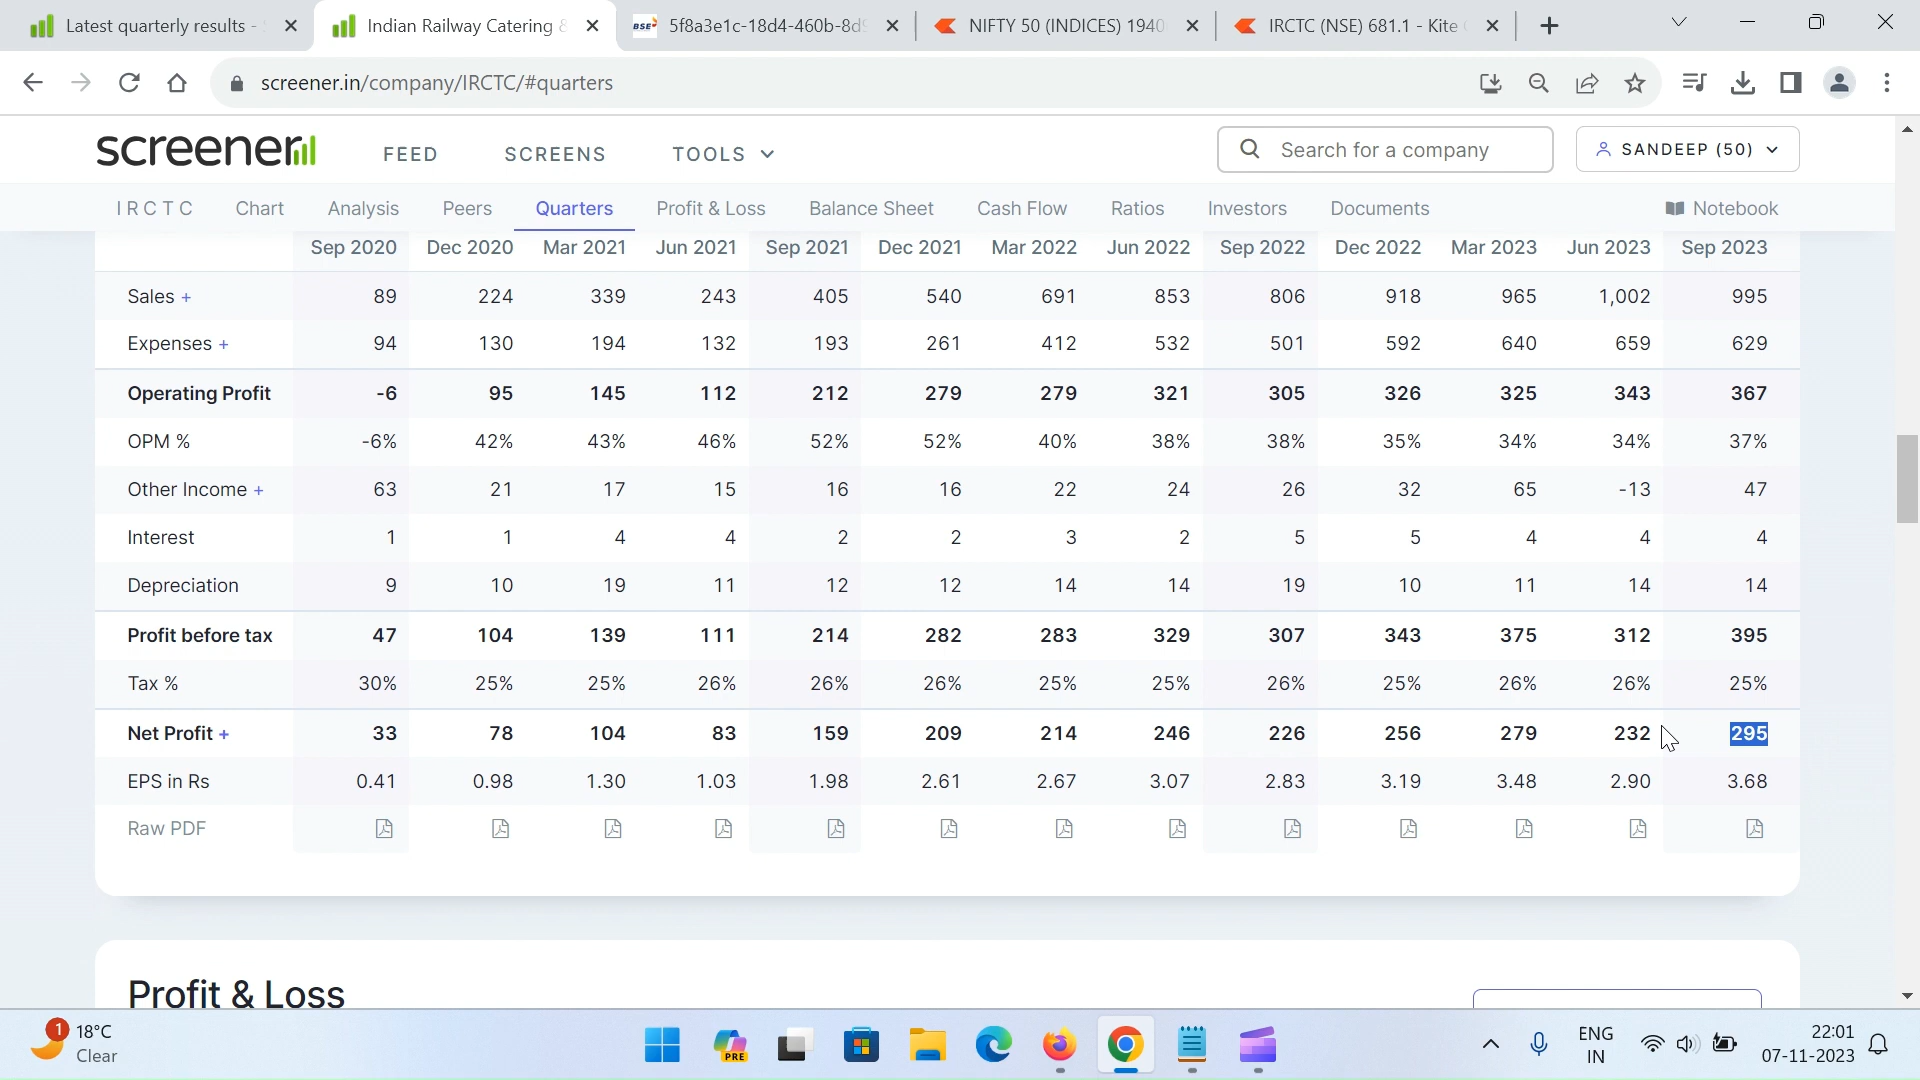 Latest quarterly results -
Indian Railway Catering &
BSE 5f8a3e1c-18d4-460b-8d9
NIFTY 50 (INDICES) 1940
IRCTC (NSE) 681.1 - Kite
screener.in/company/IRCTC/#quarters
screener
FEED
SCREENS
TOOLS
Search for a company
SANDEEP (50)
IRCTC Chart Analysis Peers Quarters Profit & Loss Balance Sheet Cash Flow Ratios Investors Documents Notebook
Sep 2020 Dec 2020 Mar 2021 Jun 2021 Sep 2021 Dec 2021 Mar 2022 Jun 2022 Sep 2022 Dec 2022 Mar 2023 Jun 2023 Sep 2023
Sales + 89 224 339 243 405 540 691 853 806 918 965 1,002 995
Expenses + 94 130 194 132 193 261 412 532 501 592 640 659 629
Operating Profit -6 95 145 112 212 279 279 321 305 326 325 343 367
OPM % -6% 42% 43% 46% 52% 52% 40% 38% 38% 35% 34% 34% 37%
Other Income + 63 21 17 15 16 16 22 24 26 32 65 -13 47
Interest 1 1 4 4 2 2 3 2 5 5 4 4 4
Depreciation 9 10 19 11 12 12 14 14 19 10 11 14 14
Profit before tax 47 104 139 111 214 282 283 329 307 343 375 312 395
Tax % 30% 25% 25% 26% 26% 26% 25% 25% 26% 25% 26% 26% 25%
Net Profit + 33 78 104 83 159 209 214 246 226 256 279 232 295
EPS in Rs 0.41 0.98 1.30 1.03 1.98 2.61 2.67 3.07 2.83 3.19 3.48 2.90 3.68
Raw PDF
Profit & Loss
1
18°C
Clear
PRE
ENG
IN
22:01
07-11-2023